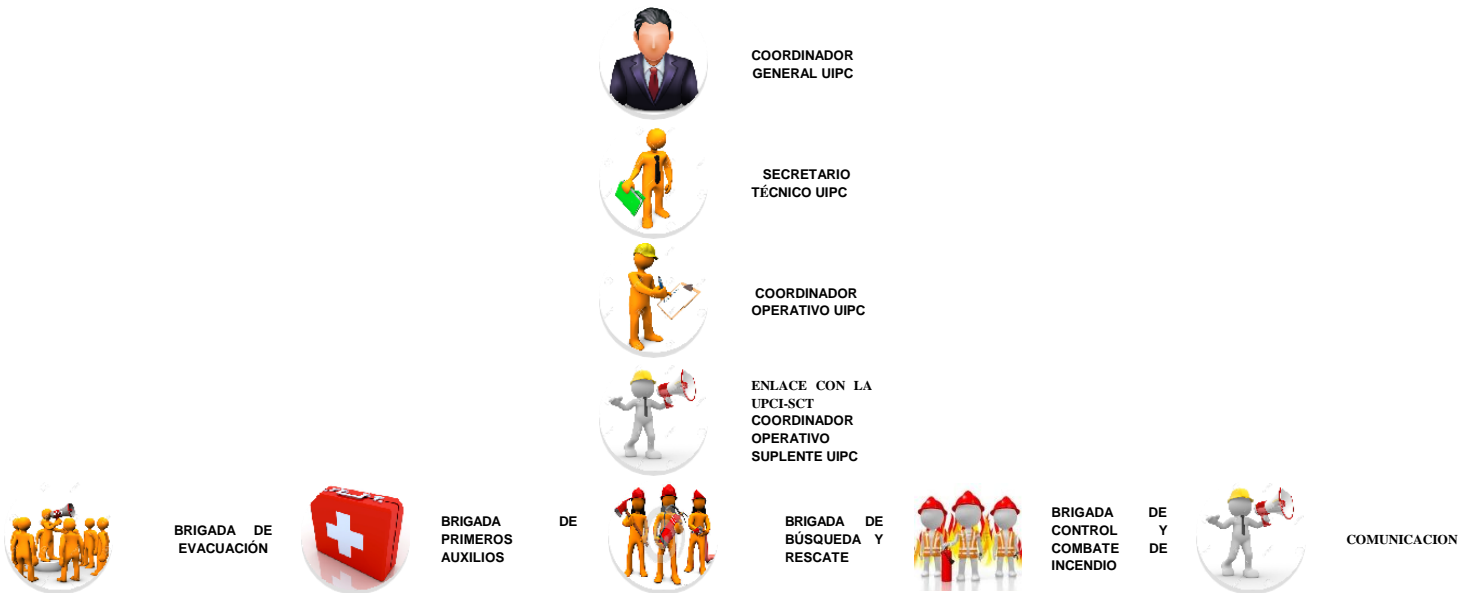 COORDINADOR
GENERAL UIPC
SECRETARIO
TÉCNICO UIPC
COORDINADOR
OPERATIVO UIPC
ENLACE CON LA
UPCI-SCT
COORDINADOR
OPERATIVO
SUPLENTE UIPC
BRIGADA DE
EVACUACIÓN
BRIGADA DE
PRIMEROS
AUXILIOS
BRIGADA DE
BÚSQUEDA Y
RESCATE
BRIGADA DE
CONTROL Y
COMBATE DE
INCENDIO
COMUNICACION